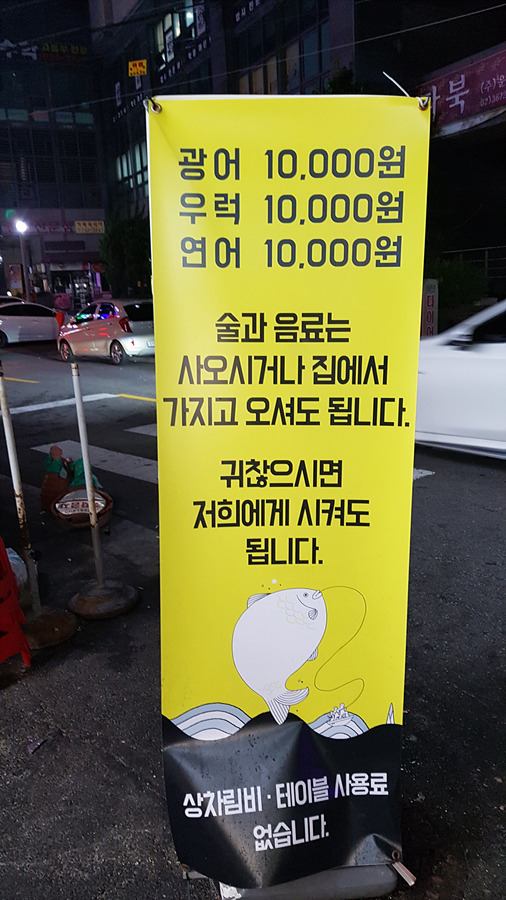 광어 10,000원
우럭 10,000원
연어 10,000원
술과 음료는
사오시거나 집에서
가지고 오셔도 됩니다.
귀찮으시면
저희에게 시켜도
됩니다.
상차림비·테이블 사용료
없습니다.